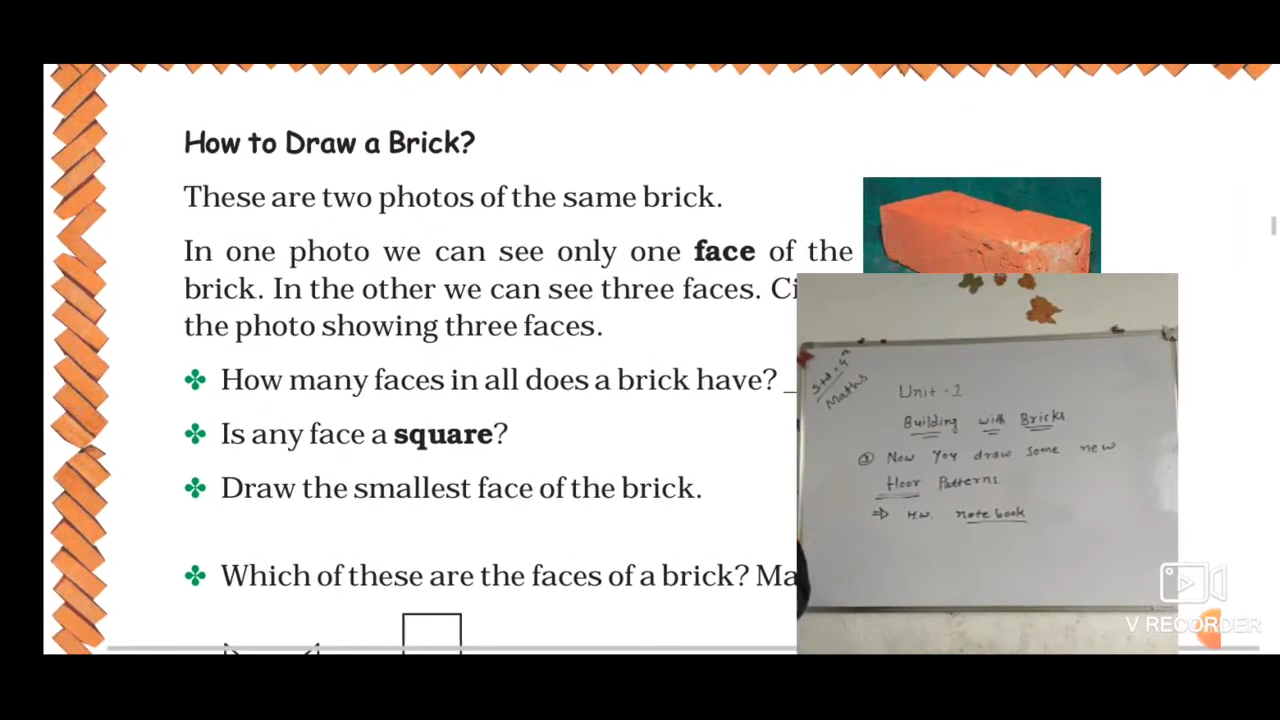 How to Draw a Brick?
These are two photos of the same brick.
In one photo we can see only one face of the
brick. In the other we can see three faces. Ci
the photo showing three faces.
How many faces in all does a brick have? _
Is any face a square?
Draw the smallest face of the brick.
Which of these are the faces of a brick? Ma
Std - 4th
Maths
Unit - 1
Building with Bricks.
Now You draw some new
floor Patterns.
⇒ H.W. note book
V RECORDER